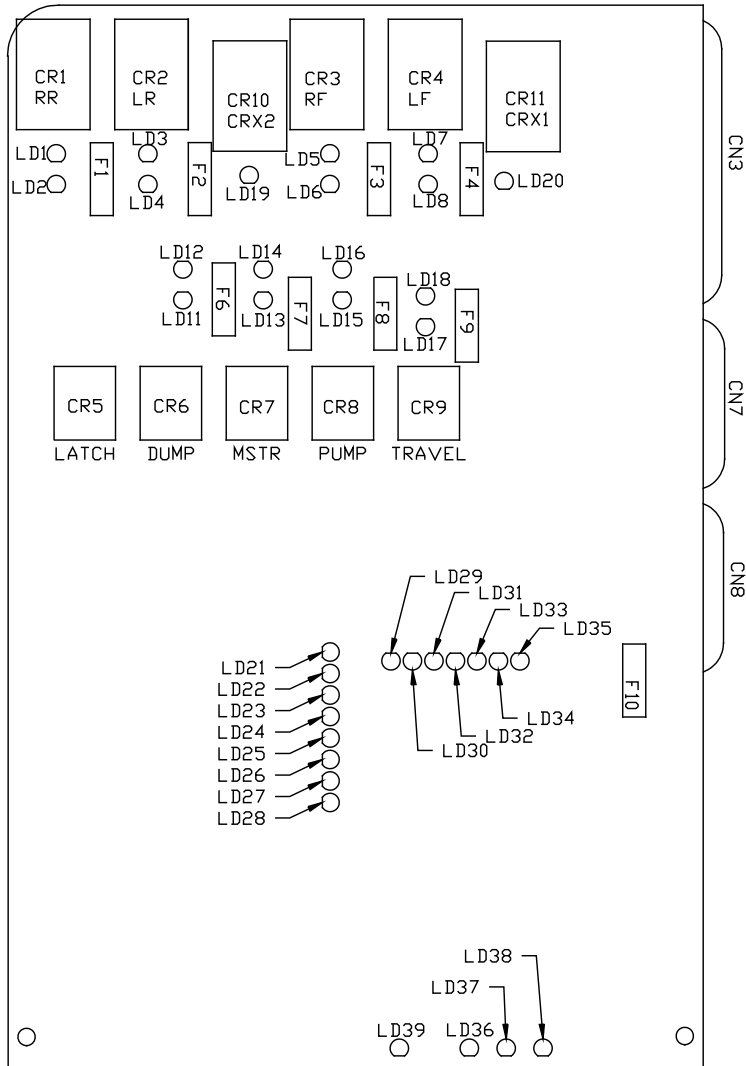 CR1
RR
CR2
LR
CR10
CRX2
CR3
RF
CR4
LF
CR11
CRX1
CN3
LD1
LD2
F1
LD3
LD4
F2
LD19
LD5
LD6
F3
LD7
LD8
F4
LD20
LD12
LD11
F6
LD14
LD13
F7
LD16
LD15
F8
LD18
LD17
F9
CN7
CR5
LATCH
CR6
DUMP
CR7
MSTR
CR8
PUMP
CR9
TRAVEL
CN8
LD29
LD31
LD33
LD35
LD21
LD22
LD23
LD24
LD25
LD26
LD27
LD28
LD34
LD32
LD30
F10
LD38
LD37
LD39
LD36